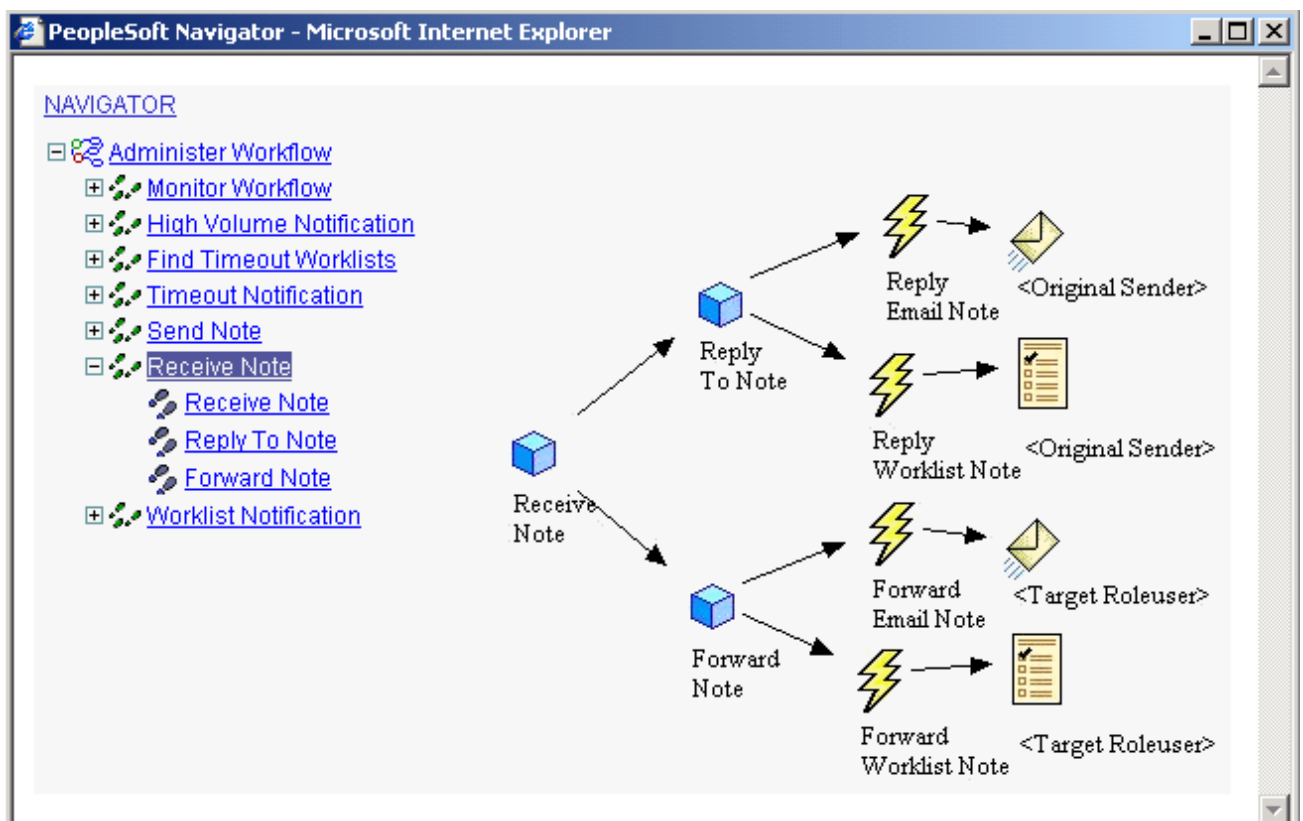 PeopleSoft Navigator - Microsoft Internet Explorer
NAVIGATOR
Administer Workflow
Monitor Workflow
High Volume Notification
Find Timeout Worklists
Timeout Notification
Send Note
Receive Note
Receive Note
Reply To Note
Forward Note
Worklist Notification
Receive
Note
Reply
To Note
Reply
Email Note
<Original Sender>
Reply
Worklist Note
<Original Sender>
Forward
Note
Forward
Email Note
<Target Roleuser>
Forward
Worklist Note
<Target Roleuser>